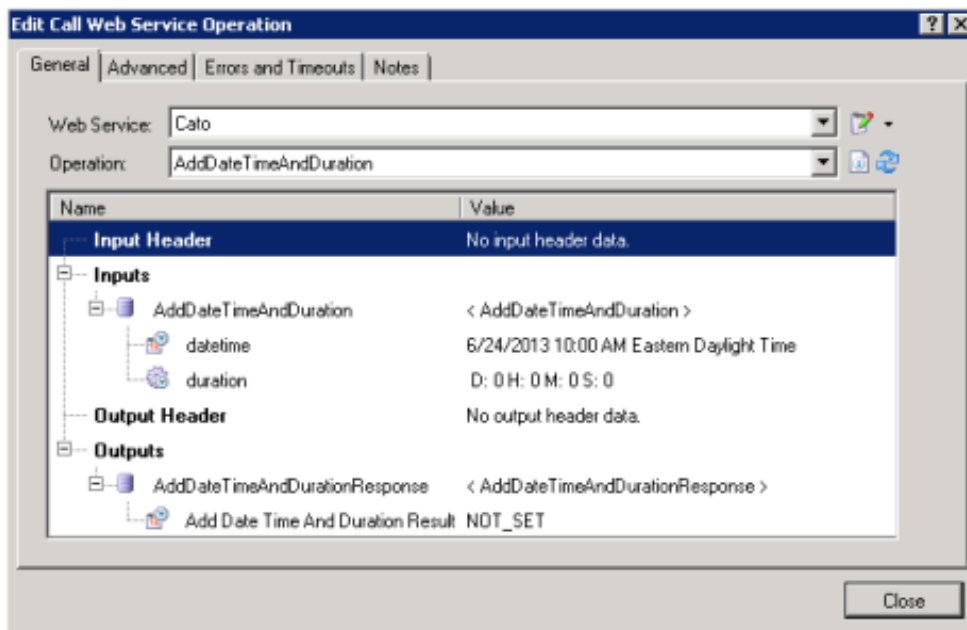 Edit Call Web Service Operation
General Advanced Errors and Timeouts Notes
Web Service: Cato
Operation: AddDateTimeAndDuration
Name Value
Input Header No input header data.
Inputs
AddDateTimeAndDuration < AddDateTimeAndDuration >
datetime 6/24/2013 10:00 AM Eastern Daylight Time
duration D: 0 H: 0 M: 0 S: 0
Output Header No output header data.
Outputs
AddDateTimeAndDurationResponse < AddDateTimeAndDurationResponse >
Add Date Time And Duration Result NOT_SET
Close